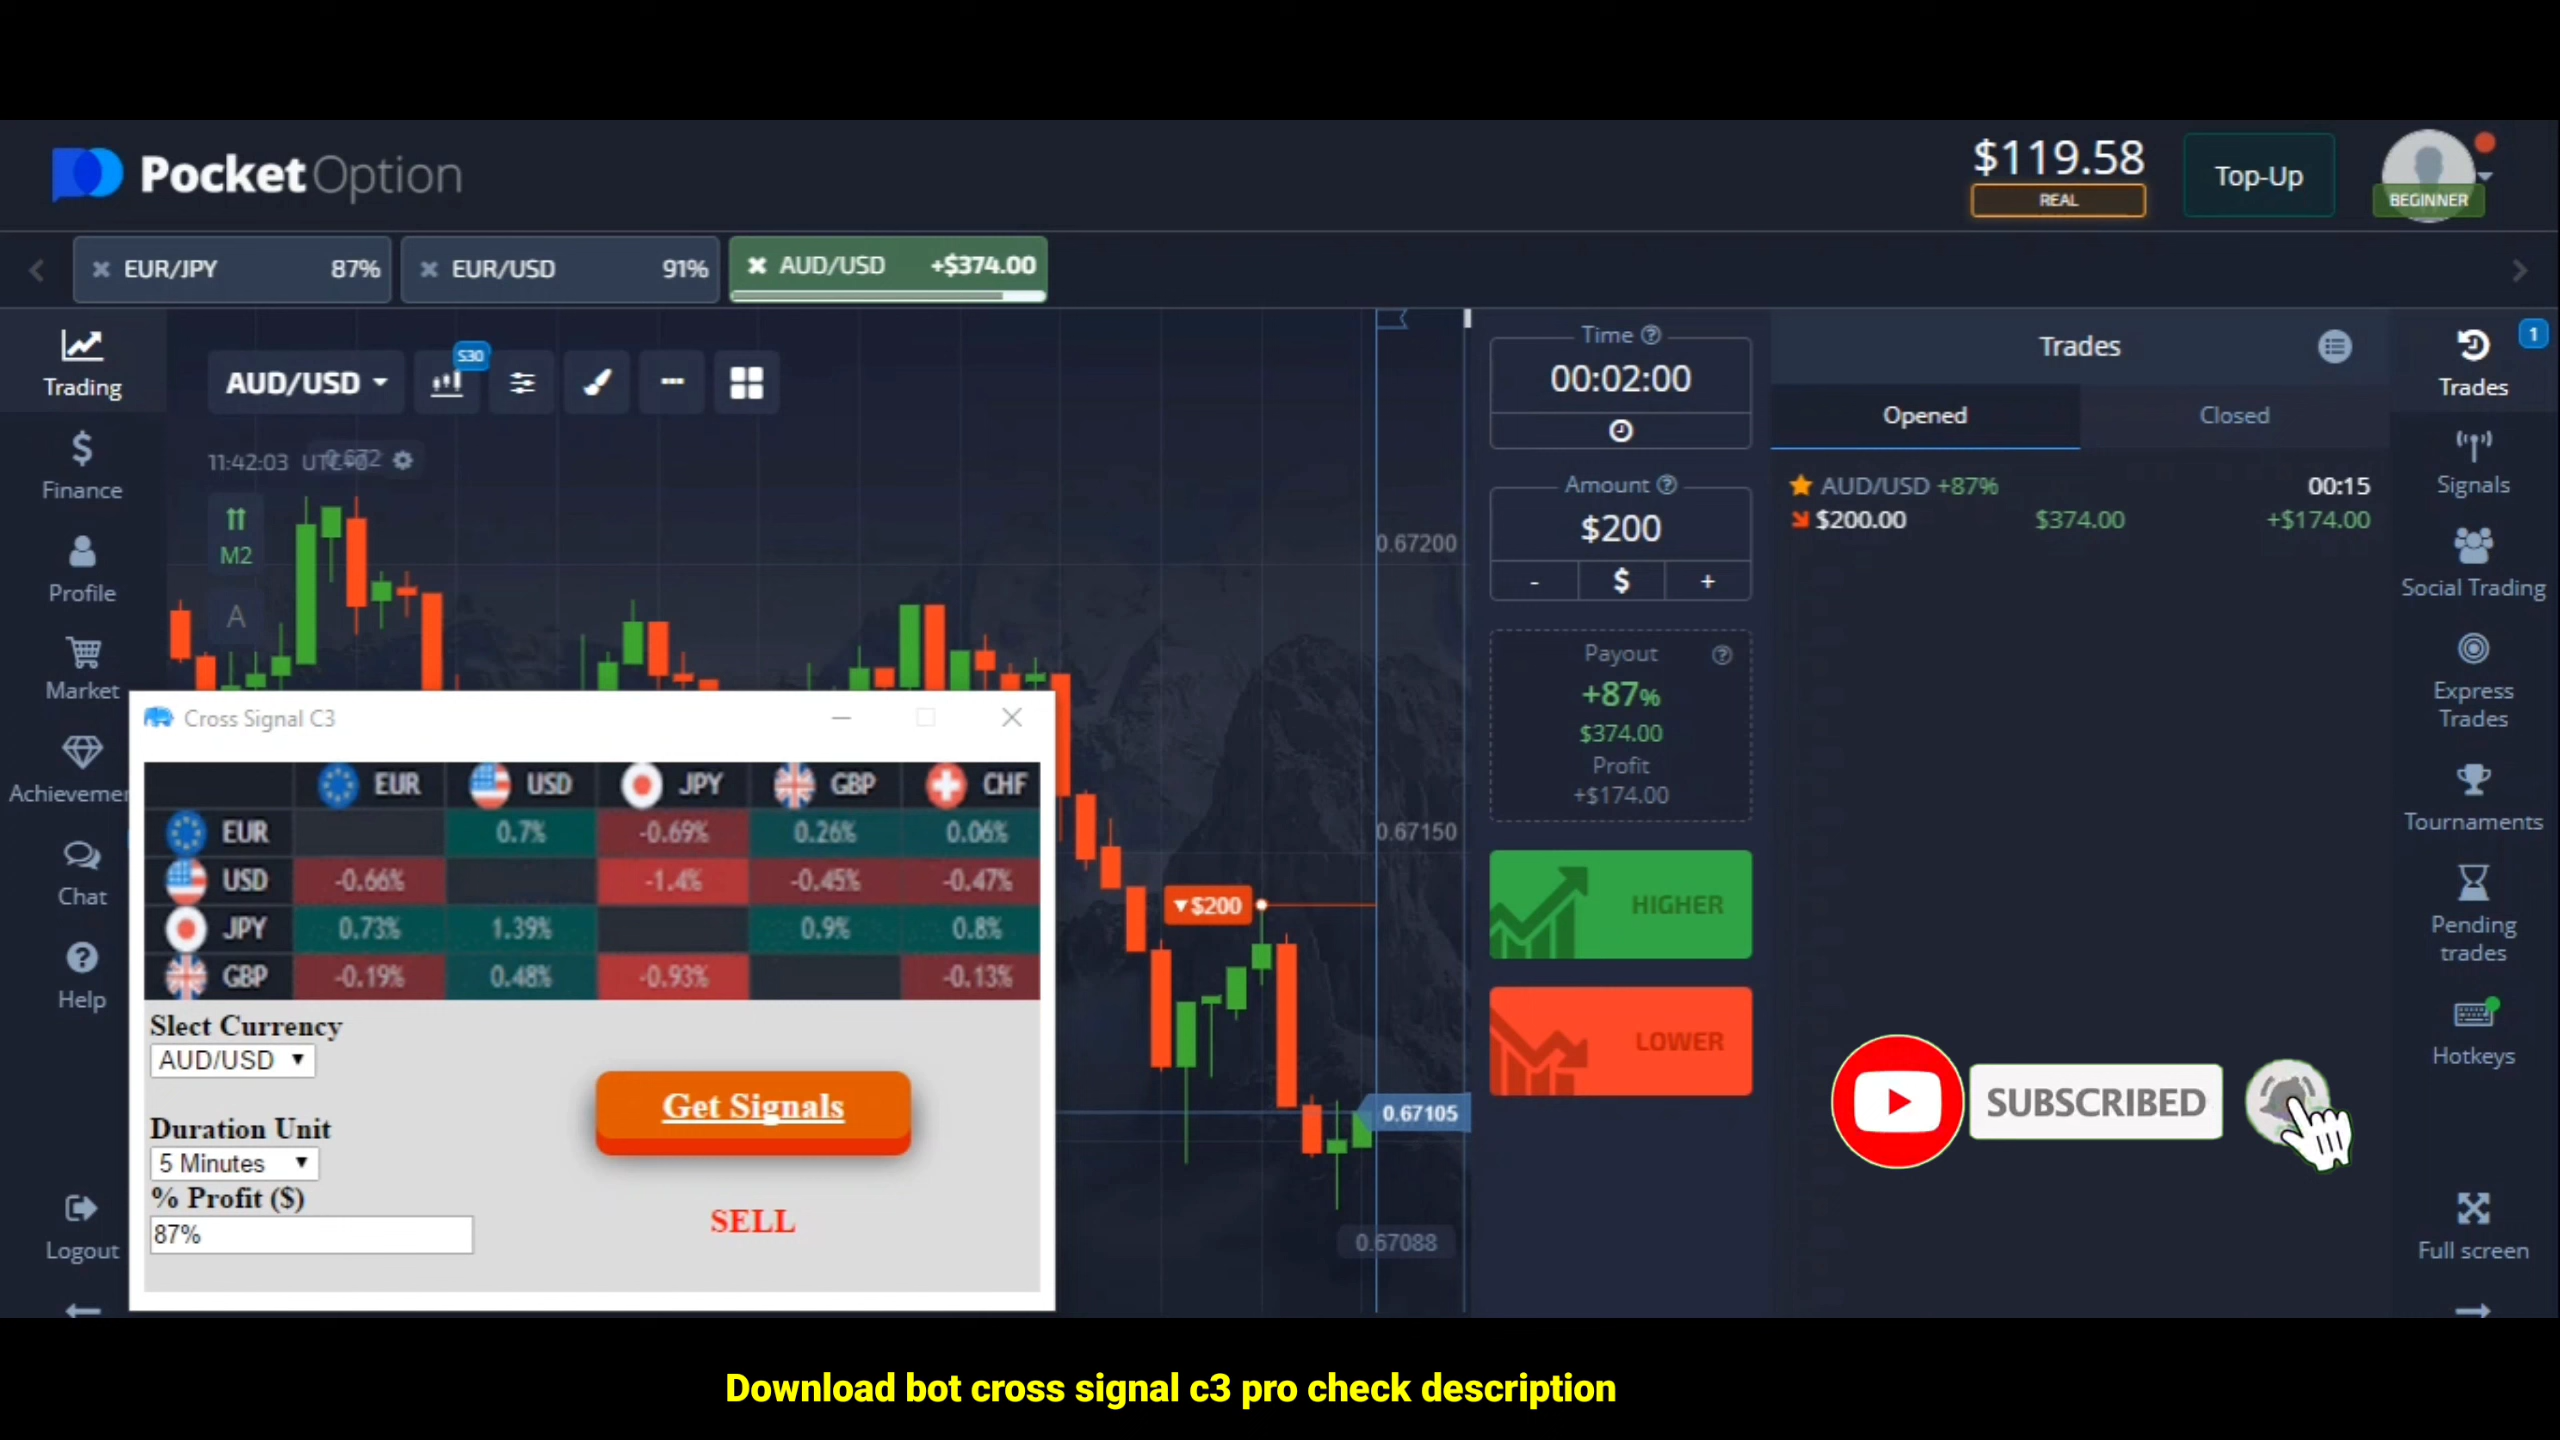 PocketOption
$119.58
REAL
Top-Up
BEGINNER
EUR/JPY 87%
EUR/USD 91%
AUD/USD +$374.00
Trading
Finance
Profile
Market
Achievemen
Chat
Help
Logout
AUD/USD
S30
11:42:03
0.672
M2
A
0.67200
0.67150
$200
0.67105
0.67088
Time
00:02:00
Amount
$200
- $ +
Payout
+87%
$374.00
Profit
+$174.00
HIGHER
LOWER
Trades
Opened Closed
AUD/USD +87% 00:15
$200.00 $374.00 +$174.00
1
Trades
Signals
Social Trading
Express
Trades
Tournaments
Pending
trades
Hotkeys
Full screen
Cross Signal C3
EUR USD JPY GBP CHF
EUR 0.7% -0.69% 0.26% 0.06%
USD -0.66% -1.4% -0.45% -0.47%
JPY 0.73% 1.39% 0.9% 0.8%
GBP -0.19% 0.48% -0.93% -0.13%
Slect Currency
AUD/USD
Duration Unit
5 Minutes
% Profit ($)
87%
Get Signals
SELL
SUBSCRIBED
Download bot cross signal c3 pro check description